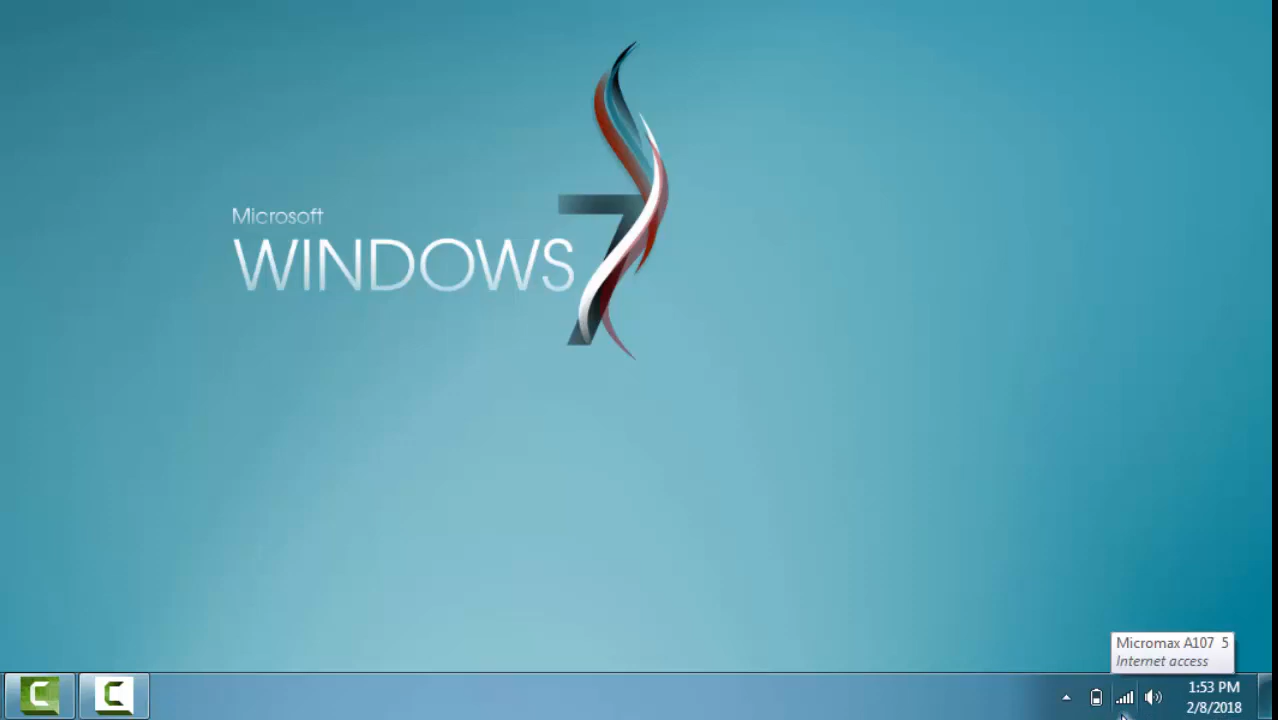 Microsoft
WINDOWS 7
Micromax A107 5
Internet access
1:53 PM
2/8/2018